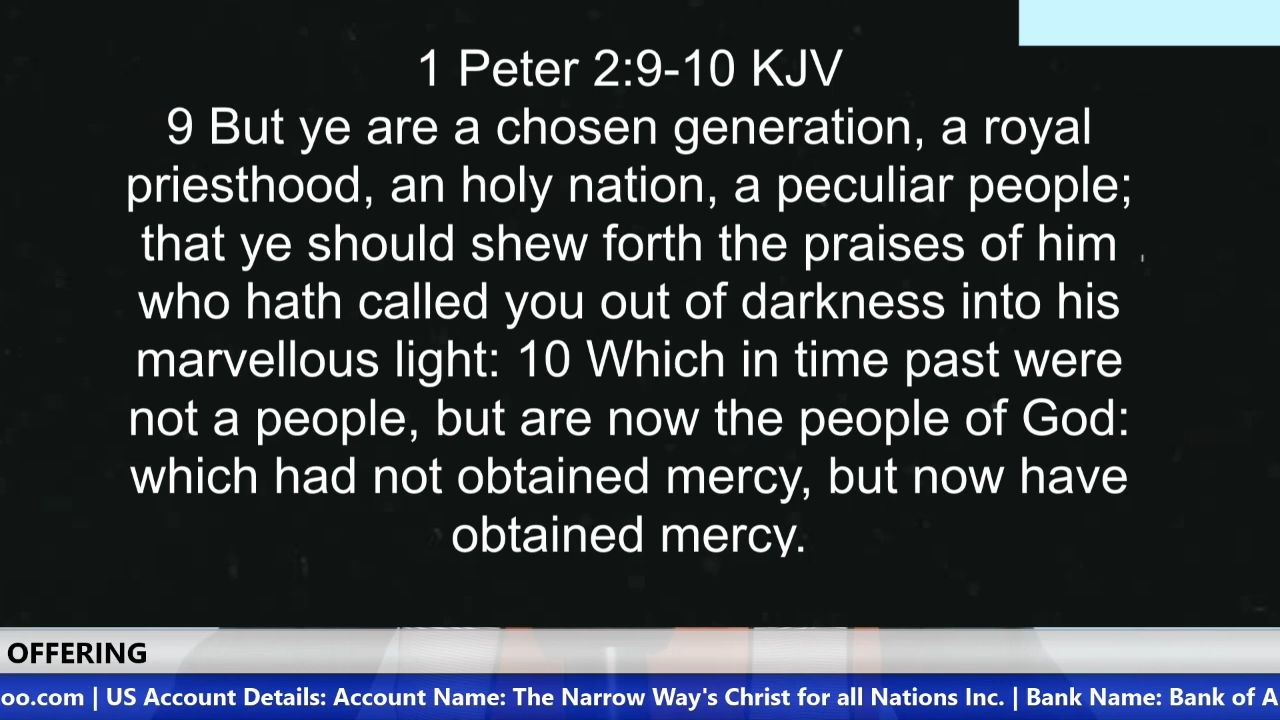 1 Peter 2:9-10 KJV
9 But ye are a chosen generation, a royal
priesthood, an holy nation, a peculiar people;
that ye should shew forth the praises of him
who hath called you out of darkness into his
marvellous light: 10 Which in time past were
not a people, but are now the people of God:
which had not obtained mercy, but now have
obtained mercy.
OFFERING
oo.com | US Account Details: Account Name: The Narrow Way's Christ for all Nations Inc. | Bank Name: Bank of A